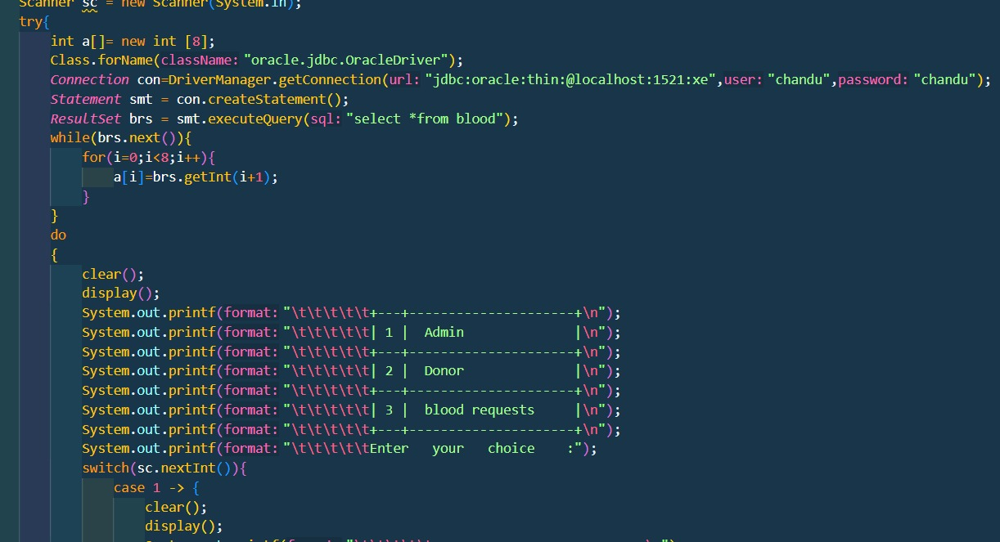 Scanner sc = new Scanner(System.in);
try{
int a[]= new int [8];
Class.forName(className: "oracle.jdbc.OracleDriver");
Connection con=DriverManager.getConnection(url: "jdbc:oracle:thin:@localhost:1521:xe",user: "chandu",password: "chandu");
Statement smt = con.createStatement();
ResultSet brs = smt.executeQuery(sql: "select *from blood");
while(brs.next()){
for(i=0;i<8;i++){
a[i]=brs.getInt(i+1);
}
}
do
{
clear();
display();
System.out.printf(format: "\t\t\t\t\t+---+---------------------+\n");
System.out.printf(format: "\t\t\t\t\t| 1 |  Admin              |\n");
System.out.printf(format: "\t\t\t\t\t+---+---------------------+\n");
System.out.printf(format: "\t\t\t\t\t| 2 |  Donor              |\n");
System.out.printf(format: "\t\t\t\t\t+---+---------------------+\n");
System.out.printf(format: "\t\t\t\t\t| 3 |  blood requests     |\n");
System.out.printf(format: "\t\t\t\t\t+---+---------------------+\n");
System.out.printf(format: "\t\t\t\t\tEnter   your   choice    :");
switch(sc.nextInt()){
case 1 -> {
clear();
display();